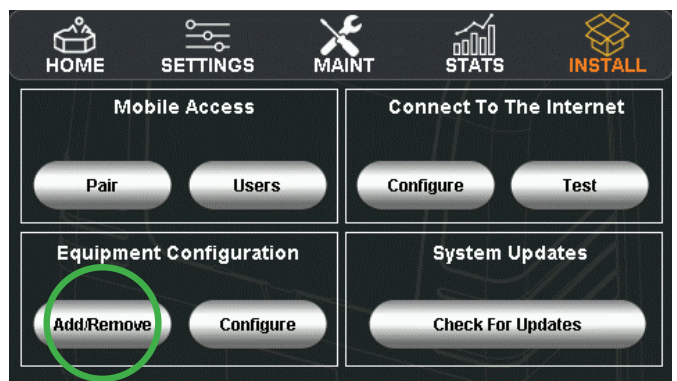 HOME SETTINGS MAINT STATS INSTALL
Mobile Access
Pair Users
Connect To The Internet
Configure Test
Equipment Configuration
Add/Remove Configure
System Updates
Check For Updates